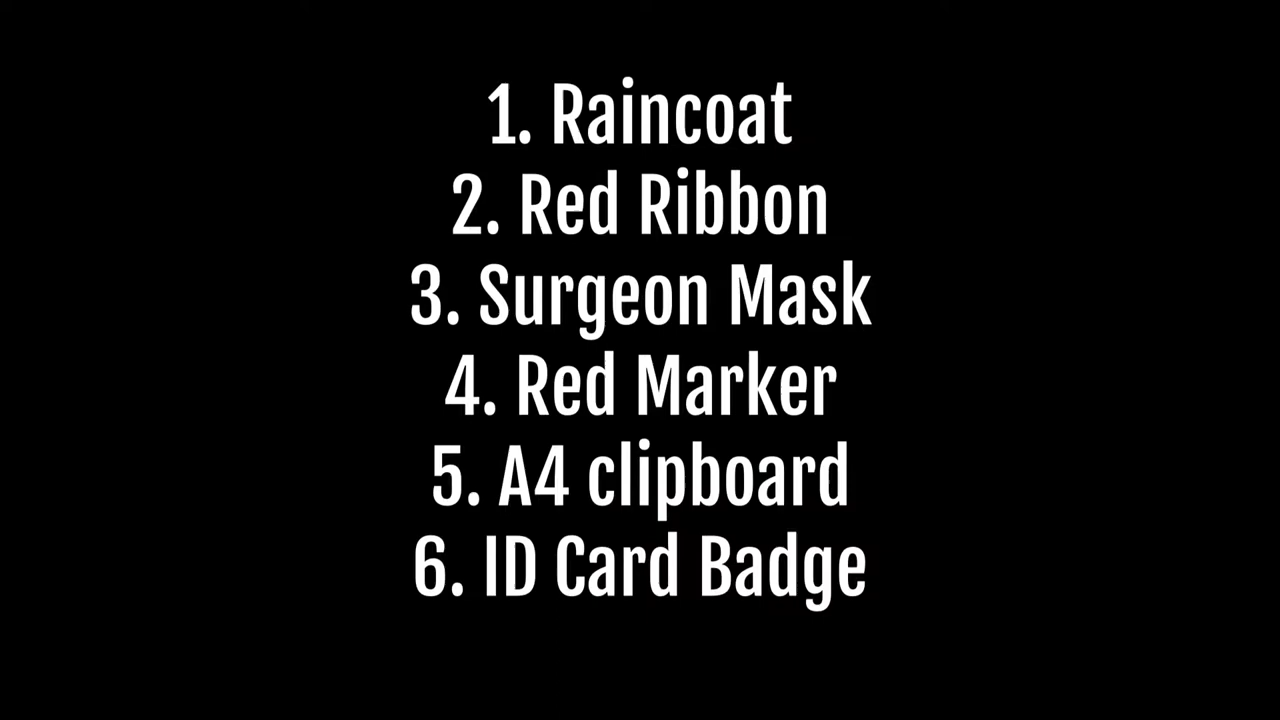 1. Raincoat
2. Red Ribbon
3. Surgeon Mask
4. Red Marker
5. A4 clipboard
6. ID Card Badge